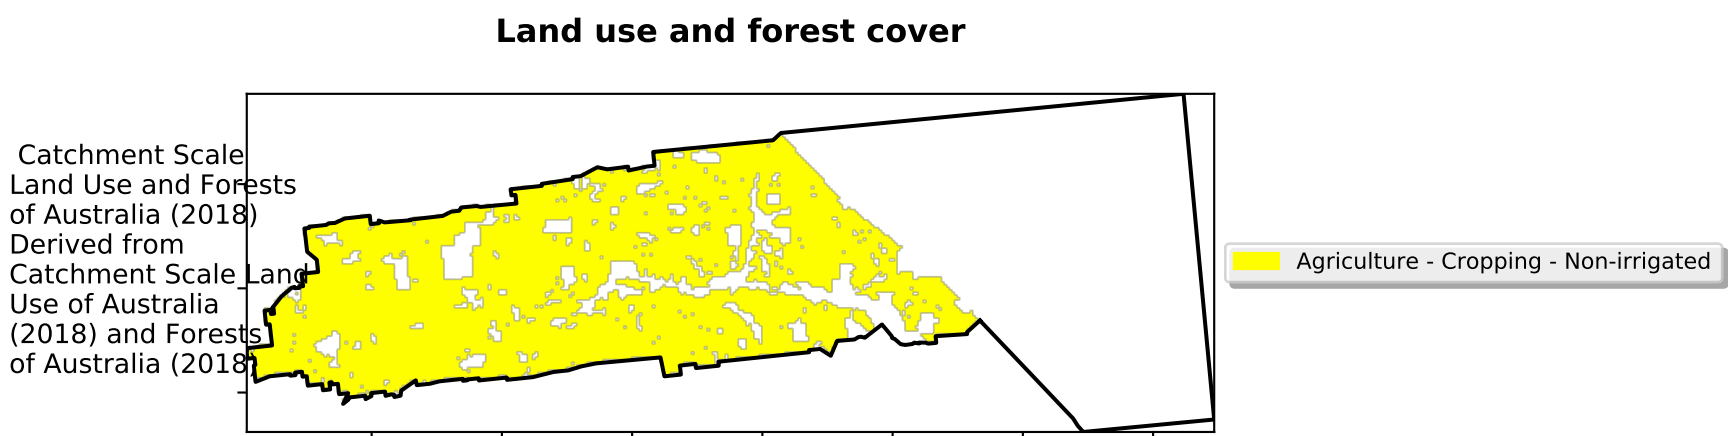 Land use and forest cover
Catchment Scale
Land Use and Forests
of Australia (2018)
Derived from
Catchment Scale Land
Use of Australia
(2018) and Forests
of Australia (2018
Agriculture - Cropping - Non-irrigated